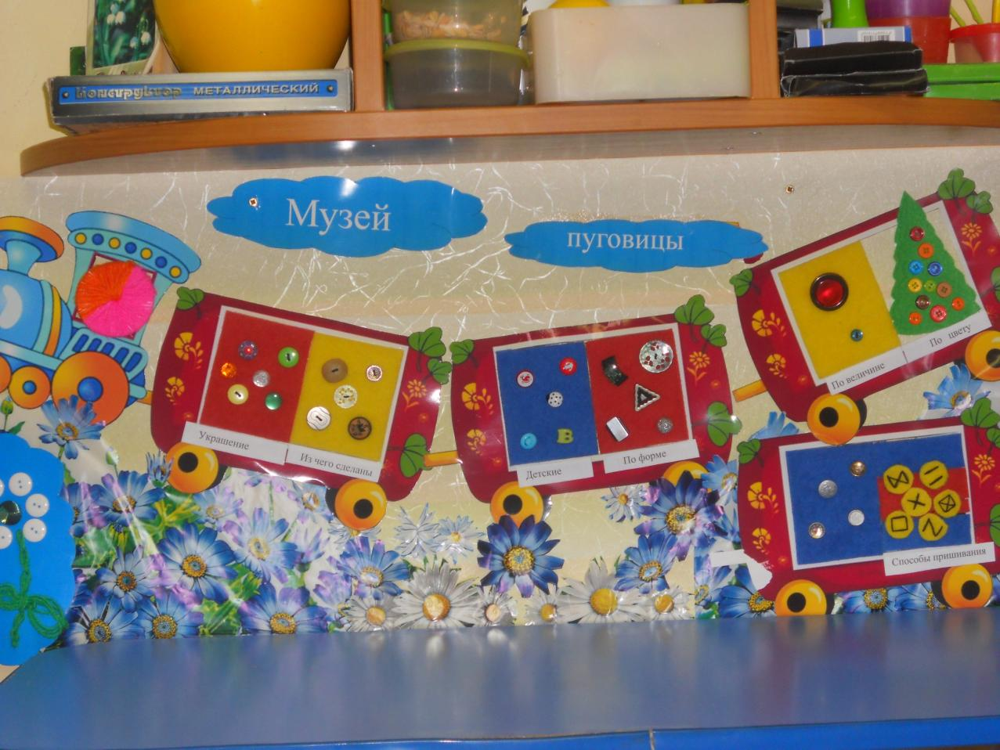 Конструктор МЕТАЛЛИЧЕСКИЙ
Музей
пуговицы
Украшение
Из чего сделаны
Детские
По форме
По величине
По цвету
Способы пришивания
B